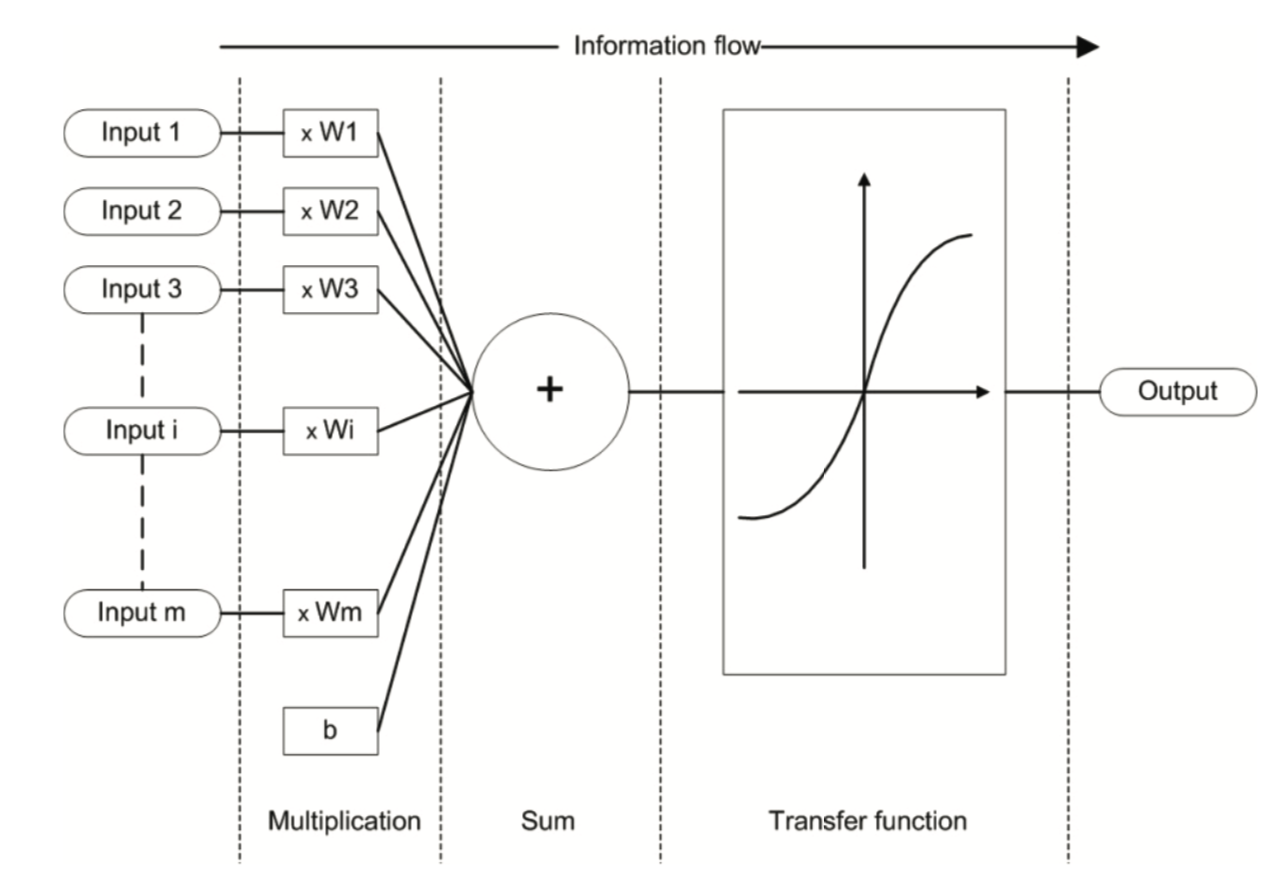 Information flow
Input 1
x W1
Input 2
x W2
Input 3
x W3
Input i
x Wi
+
Output
Input m
x Wm
b
Multiplication
Sum
Transfer function